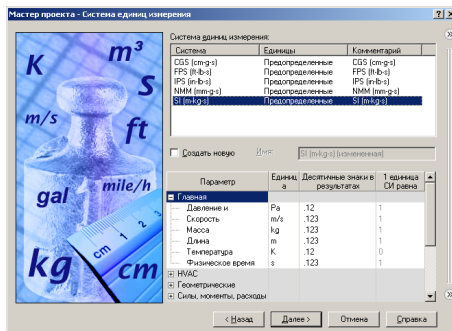 Мастер проекта - Система единиц измерения
K
m³
S
m/s
ft
gal
mile/h
cm 1 2 3
kg
cm
Система единиц измерения:
Система Единицы Комментарий
CGS (cm-g-s) Предопределенные CGS (cm-g-s)
FPS (ft-lb-s) Предопределенные FPS (ft-lb-s)
IPS (in-lb-s) Предопределенные IPS (in-lb-s)
NMM (mm-g-s) Предопределенные NMM (mm-g-s)
SI (m-kg-s) Предопределенные SI (m-kg-s)
Создать новую Имя: SI (m-kg-s) (измененная)
Параметр Единица Десятичные знаки в результатах 1 единица СИ равна
Главная
Давление и Pa .12 1
Скорость m/s .123 1
Масса kg .123 1
Длина m .123 1
Температура K .12 0
Физическое время s .123 1
HVAC
Геометрические
Силы, моменты, расходы
< Назад Далее > Отмена Справка